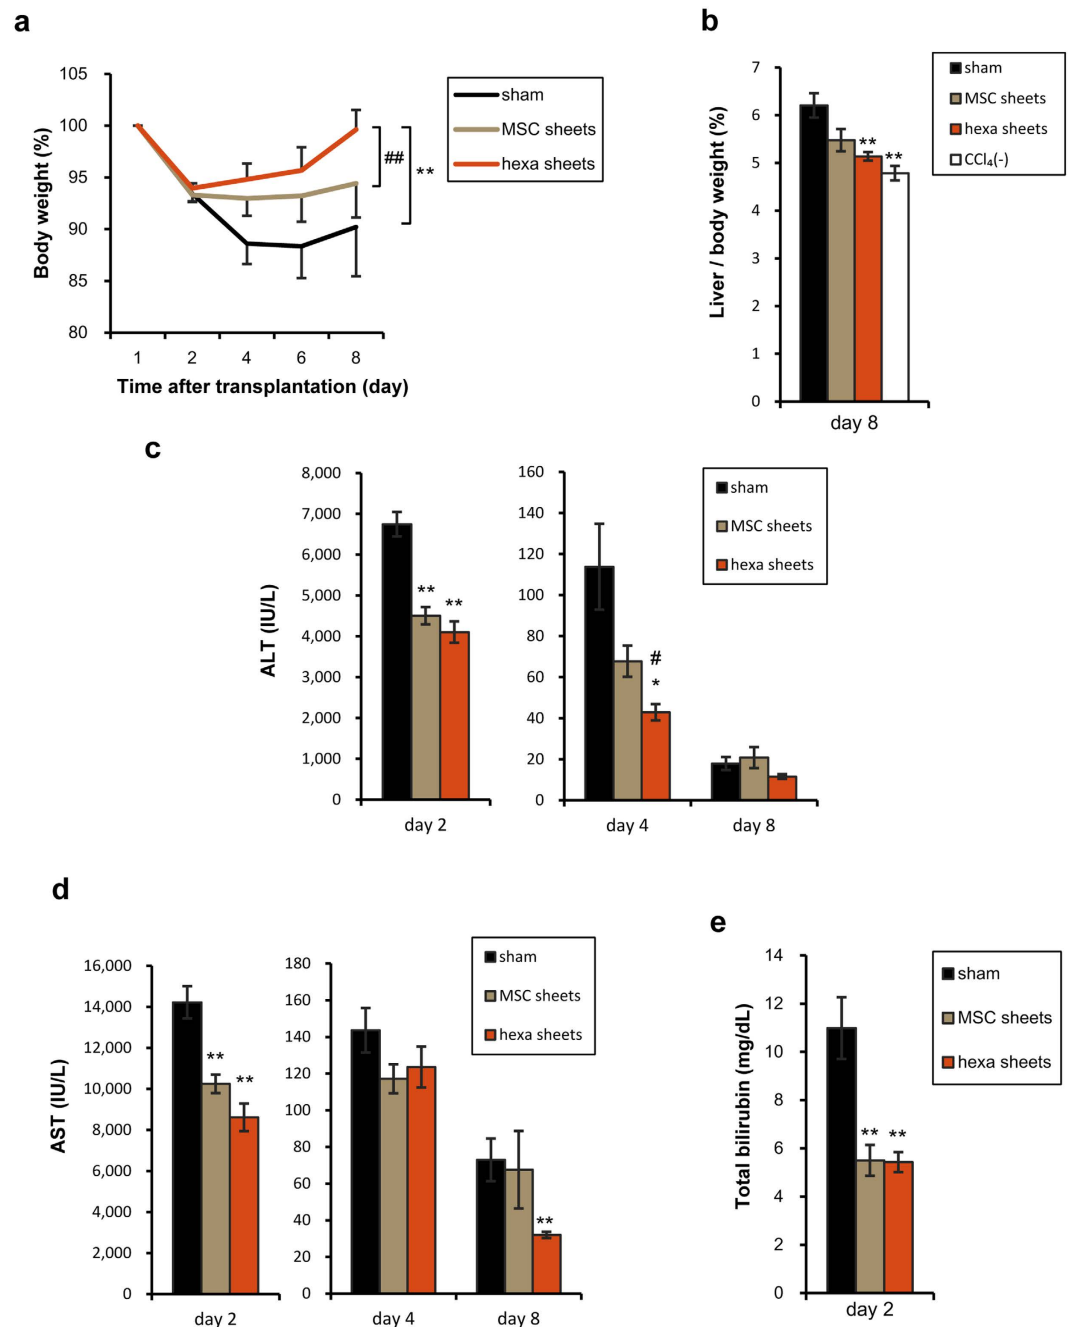 a
105
100
95
90
85
80
Body weight (%)
1 2 4 6 8
Time after transplantation (day)
sham
MSC sheets
hexa sheets
##
**
b
7
6
5
4
3
2
1
0
Liver / body weight (%)
** **
day 8
sham
MSC sheets
hexa sheets
CCl₄(-)
c
8,000
7,000
6,000
5,000
4,000
3,000
2,000
1,000
0
ALT (IU/L)
** **
day 2
160
140
120
100
80
60
40
20
0
#
*
day 4 day 8
sham
MSC sheets
hexa sheets
d
16,000
14,000
12,000
10,000
8,000
6,000
4,000
2,000
0
AST (IU/L)
** **
day 2
180
160
140
120
100
80
60
40
20
0
**
day 4 day 8
sham
MSC sheets
hexa sheets
e
14
12
10
8
6
4
2
0
Total bilirubin (mg/dL)
** **
day 2
sham
MSC sheets
hexa sheets